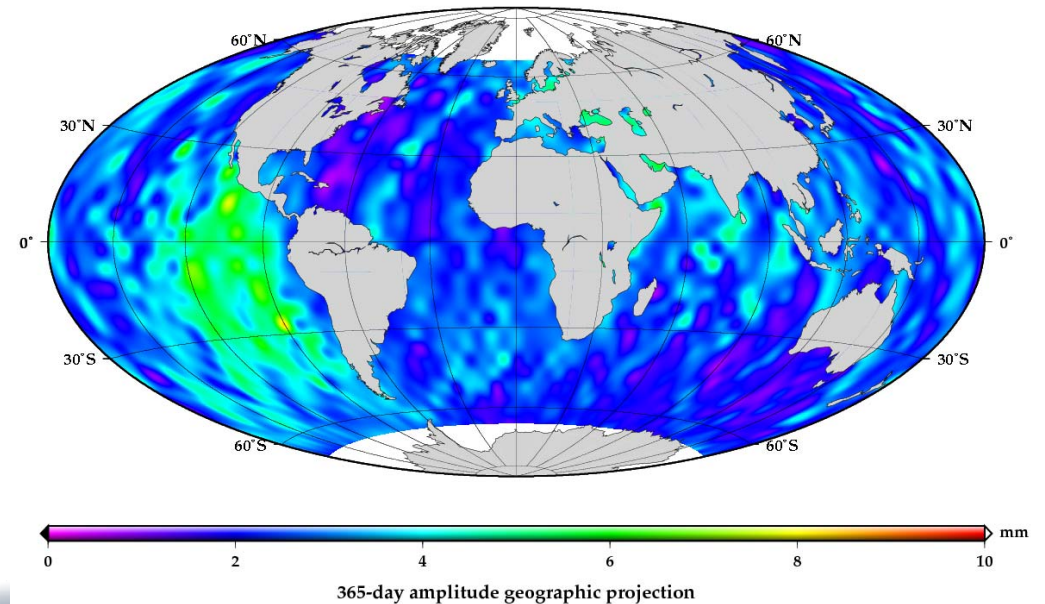 60˚N 60˚N
30˚N 30˚N
0˚ 0˚
30˚S 30˚S
60˚S 60˚S
mm
0 2 4 6 8 10
365-day amplitude geographic projection